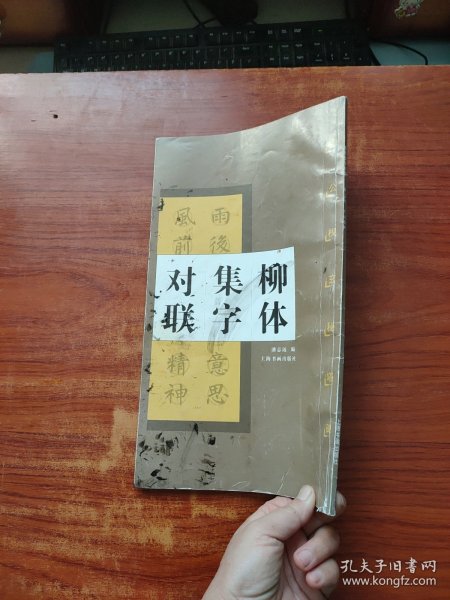 柳体
集字
对联
雨後
意思
風前
精神
编
上海书画出版社
孔夫子旧书网
www.kongfz.com